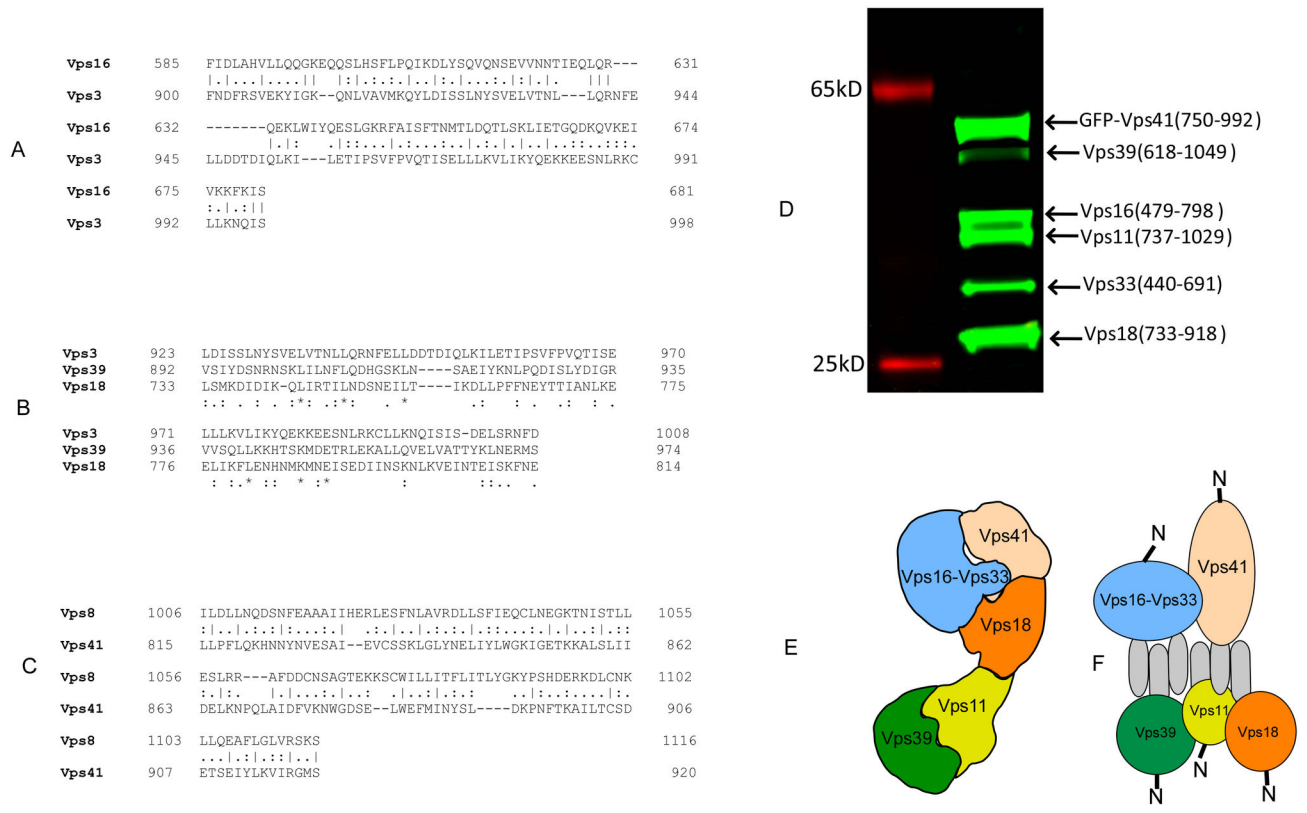 Vps16 585 FIDLAHVLLQQGKEQQSLHSFLPQIKDLYSQVQNSEVVNNTIEQLQR--- 631
Vps3 900 FNDFRSVEKYIGK--QNLVAVMKQYLDISSLNYSVELVTNL---LQRNFE 944
Vps16 632 -------QEKLWIYQESLGKRFAISFTNMTLDQTLSKLIETGQDKQVKEI 674
A
Vps3 945 LLDDTDIQLKI---LETIPSVFPVQTISELLLKVLIKYQEKKEESNLRKC 991
Vps16 675 VKKFKIS 681
:.|.:||
Vps3 992 LLKNQIS 998
B
Vps3 923 LDISSLNYSVELVTNLLQRNFELLDDTDIQLKILETIPSVFPVQTISE 970
Vps39 892 VSIYDSNRNSKLILNFLQDHGSKLN----SAEIYKNLPQDISLYDIGR 935
Vps18 733 LSMKDIDIK-QLIRTILNDSNEILT----IKDLLPFFNEYTTIANLKE 775
Vps3 971 LLLKVLIKYQEKKEESNLRKCLLKNQISIS-DELSRNFD 1008
Vps39 936 VVSQLLKKHTSKMDETRLEKALLQVELVATTYKLNERMS 974
Vps18 776 ELIKFLENHNMKMNEISEDIINSKNLKVEINTEISKFNE 814
C
Vps8 1006 ILDLLNQDSNFEAAAIIHERLESFNLAVRDLLSFIEQCLNEGKTNISTLL 1055
Vps41 815 LLPFLQKHNNYNVESAI--EVCSSKLGLYNELIYLWGKIGETKKALSLII 862
Vps8 1056 ESLRR---AFDDCNSAGTEKKSCWILLITFLITLYGKYPSHDERKDLCNK 1102
Vps41 863 DELKNPQLAIDFVKNWGDSE--LWEFMINYSL----DKPNFTKAILTCSD 906
Vps8 1103 LLQEAFLGLVRSKS 1116
Vps41 907 ETSEIYLKVIRGMS 920
D
65kD
25kD
GFP-Vps41(750-992)
Vps39(618-1049)
Vps16(479-798)
Vps11(737-1029)
Vps33(440-691)
Vps18(733-918)
E
Vps41
Vps16-Vps33
Vps18
Vps11
Vps39
F
N
N
Vps41
Vps16-Vps33
Vps39
Vps11
Vps18
N
N
N